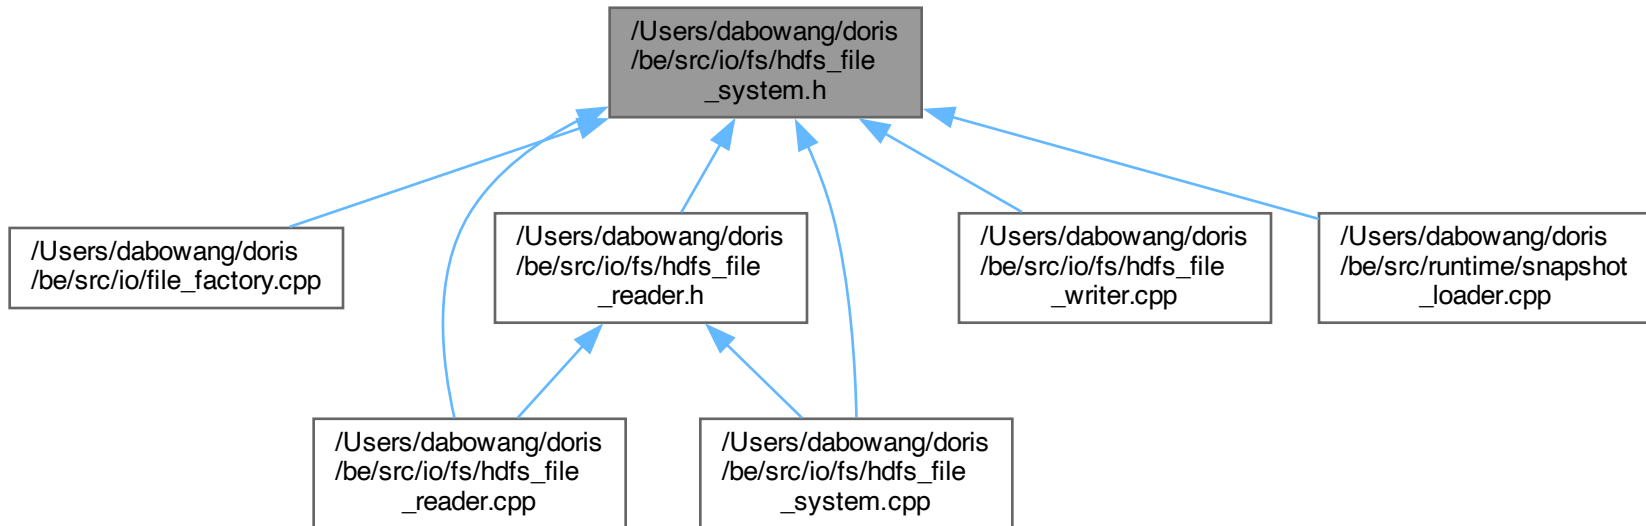 /Users/dabowang/doris
/be/src/io/fs/hdfs_file
_system.h
/Users/dabowang/doris
/be/src/io/file_factory.cpp
/Users/dabowang/doris
/be/src/io/fs/hdfs_file
_reader.h
/Users/dabowang/doris
/be/src/io/fs/hdfs_file
_writer.cpp
/Users/dabowang/doris
/be/src/runtime/snapshot
_loader.cpp
/Users/dabowang/doris
/be/src/io/fs/hdfs_file
_reader.cpp
/Users/dabowang/doris
/be/src/io/fs/hdfs_file
_system.cpp